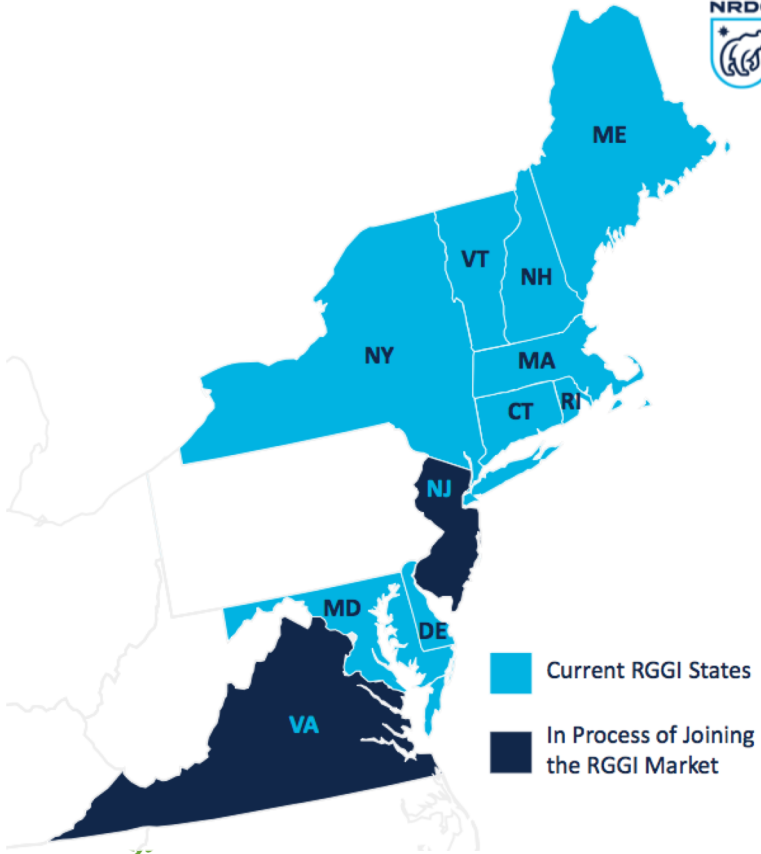 NRDC
ME
VT
NH
NY
MA
CT
RI
NJ
MD
DE
VA
Current RGGI States
In Process of Joining
the RGGI Market